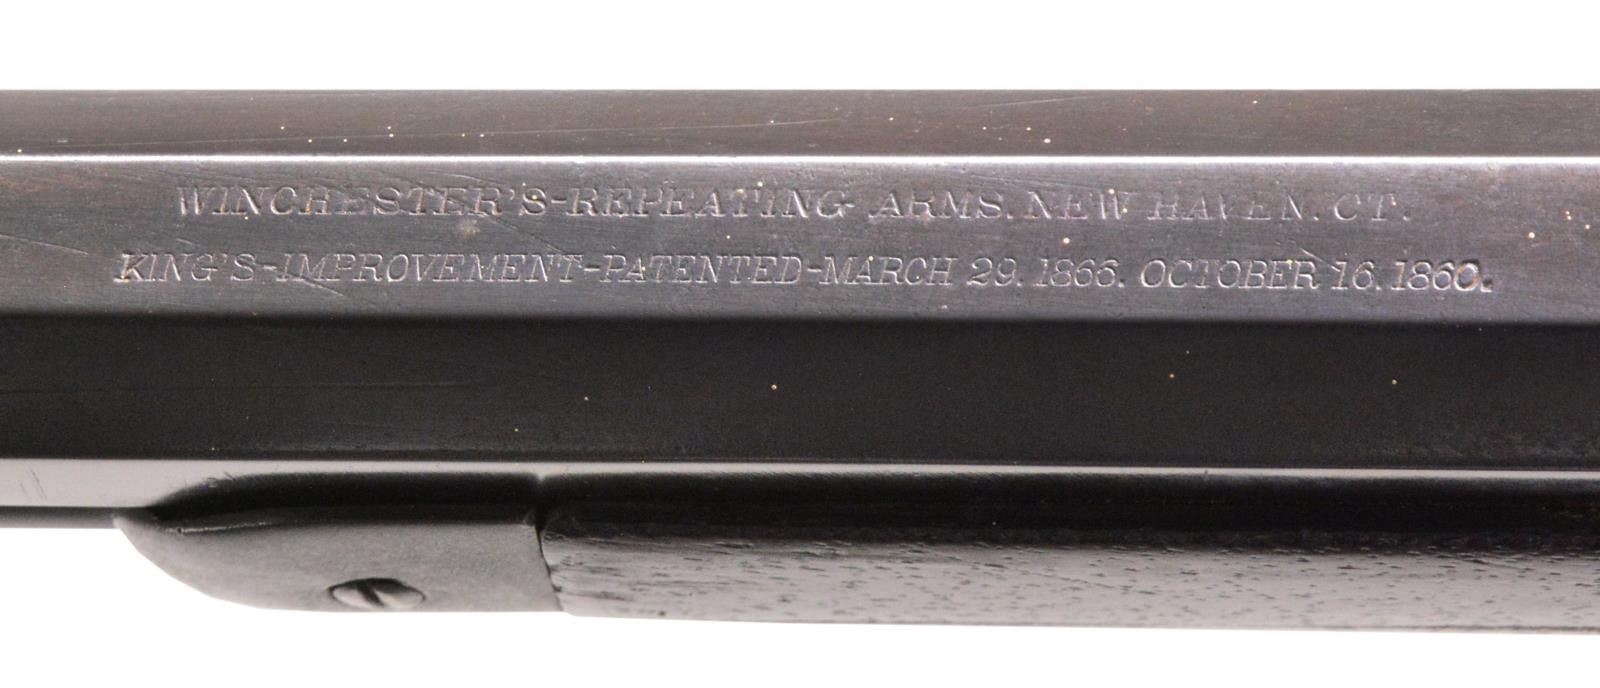 WINCHESTER'S-REPEATING ARMS. NEW HAVEN. CT.
KING'S-IMPROVEMENT-PATENTED-MARCH 29. 1866. OCTOBER 16. 1860.